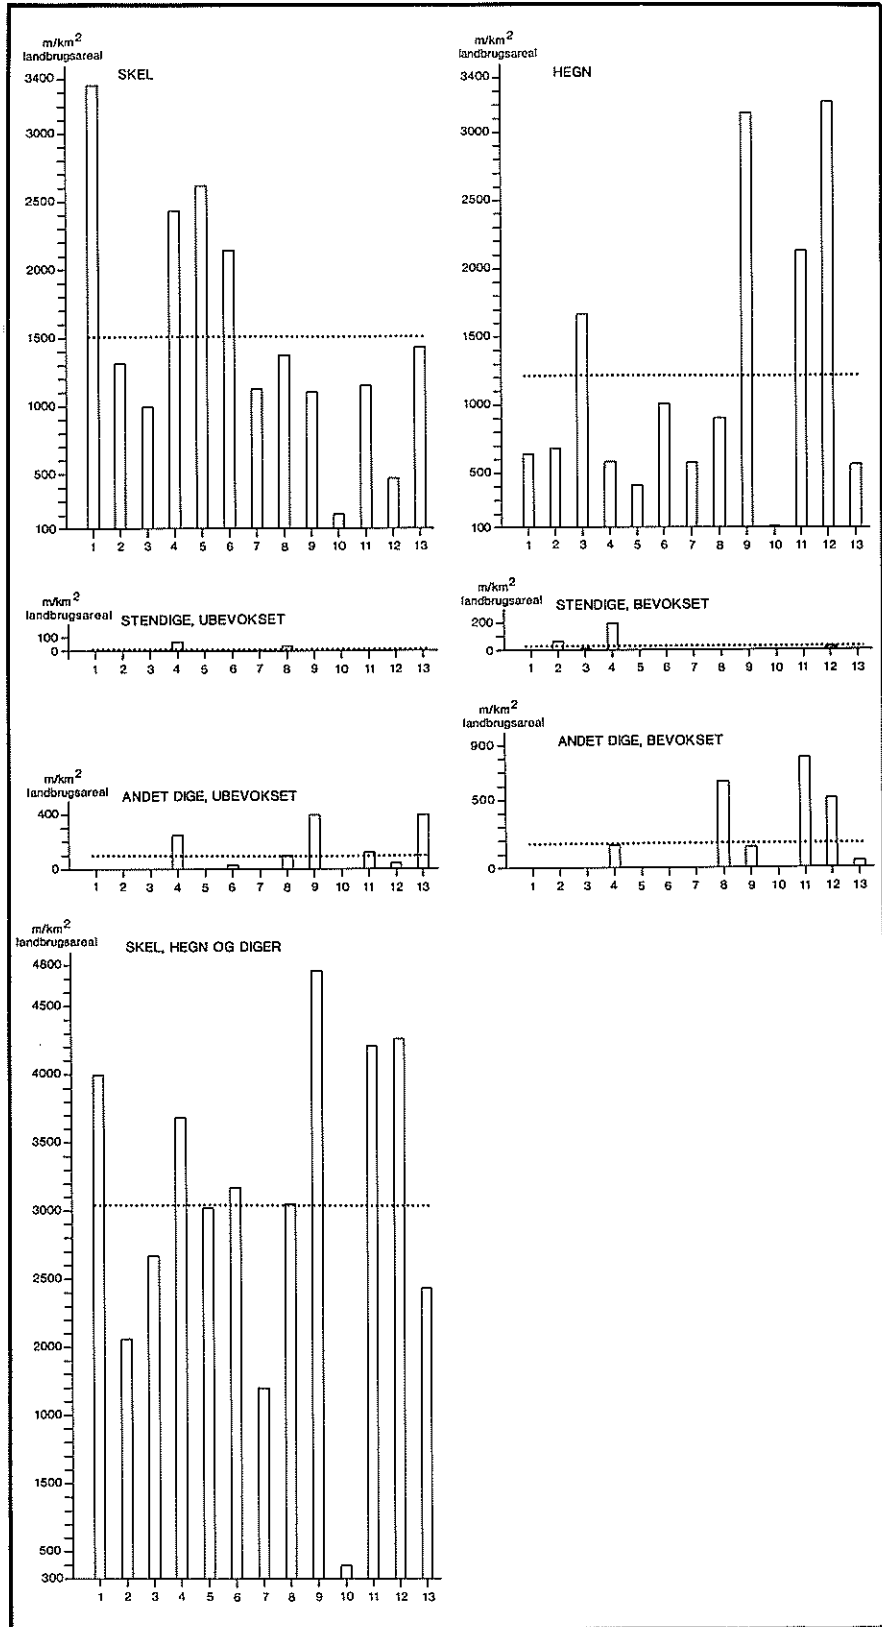 m/km²
landbrugsareal
SKEL
3400
3000
2500
2000
1500
1000
500
100
1 2 3 4 5 6 7 8 9 10 11 12 13
m/km²
landbrugsareal
HEGN
3400
3000
2500
2000
1500
1000
500
100
1 2 3 4 5 6 7 8 9 10 11 12 13
m/km²
landbrugsareal
STENDIGE, UBEVOKSET
100
0
1 2 3 4 5 6 7 8 9 10 11 12 13
m/km²
landbrugsareal
STENDIGE, BEVOKSET
200
0
1 2 3 4 5 6 7 8 9 10 11 12 13
m/km²
landbrugsareal
ANDET DIGE, UBEVOKSET
400
0
1 2 3 4 5 6 7 8 9 10 11 12 13
m/km²
landbrugsareal
ANDET DIGE, BEVOKSET
900
500
0
1 2 3 4 5 6 7 8 9 10 11 12 13
m/km²
landbrugsareal
SKEL, HEGN OG DIGER
4800
4500
4000
3500
3000
2500
2000
1000
1500
500
300
1 2 3 4 5 6 7 8 9 10 11 12 13